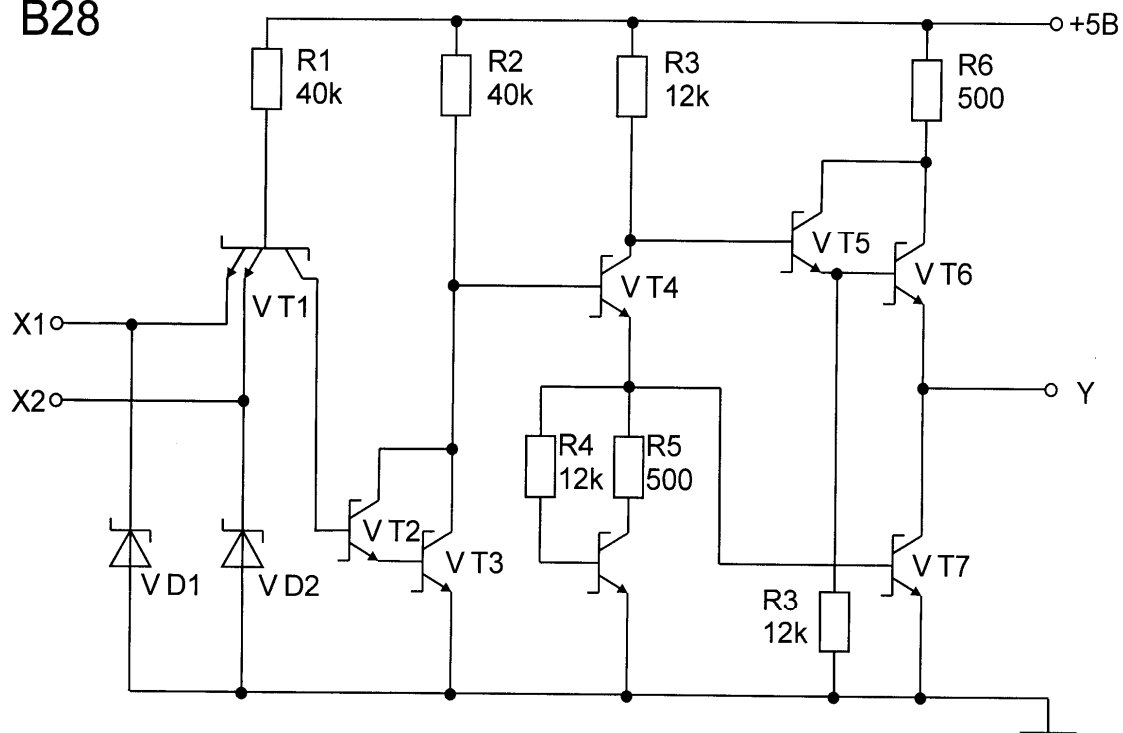 B28
+5B
R1
40k
R2
40k
R3
12k
R6
500
VT5
VT6
VT4
VT1
X1
X2
Y
R4
12k
R5
500
VT2
VT3
VT7
VD1
VD2
R3
12k